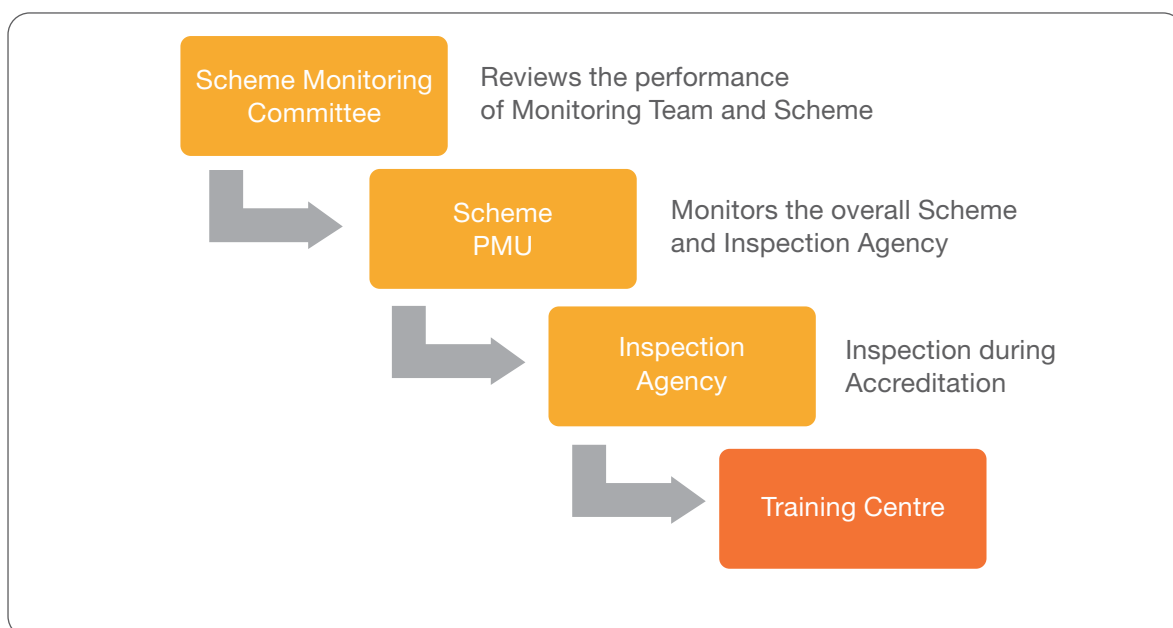 Scheme Monitoring
Committee
Reviews the performance
of Monitoring Team and Scheme
Scheme
PMU
Monitors the overall Scheme
and Inspection Agency
Inspection
Agency
Inspection during
Accreditation
Training Centre